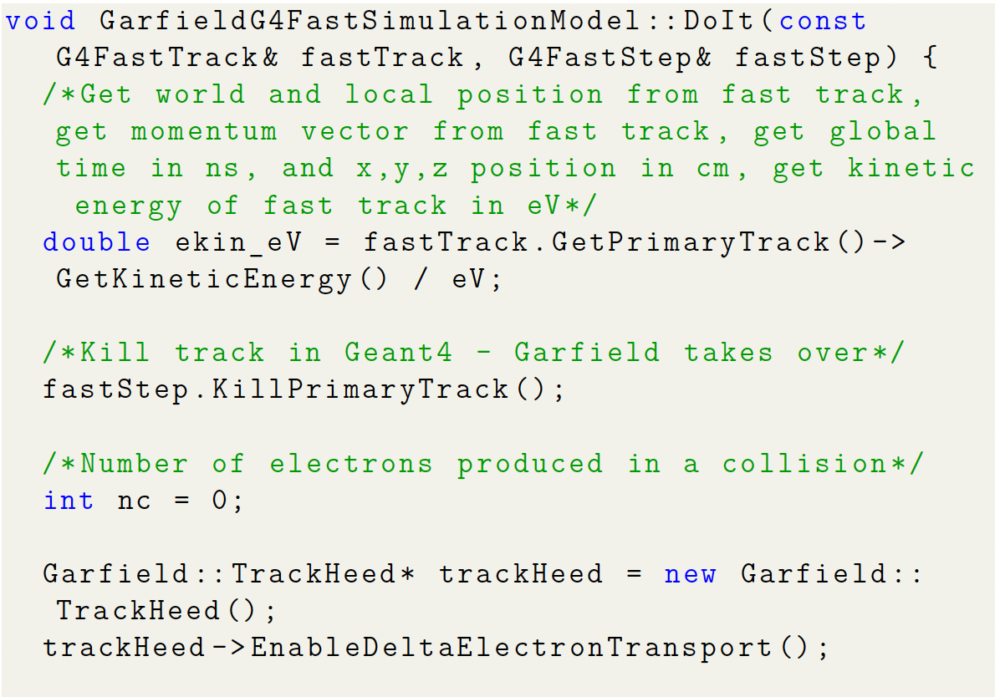 void GarfieldG4FastSimulationModel::DoIt(const
G4FastTrack& fastTrack, G4FastStep& fastStep) {
/*Get world and local position from fast track,
get momentum vector from fast track, get global
time in ns, and x,y,z position in cm, get kinetic
energy of fast track in eV*/
double ekin_eV = fastTrack.GetPrimaryTrack()->
GetKineticEnergy() / eV;
/*Kill track in Geant4 - Garfield takes over*/
fastStep.KillPrimaryTrack();
/*Number of electrons produced in a collision*/
int nc = 0;
Garfield::TrackHeed* trackHeed = new Garfield::
TrackHeed();
trackHeed->EnableDeltaElectronTransport();